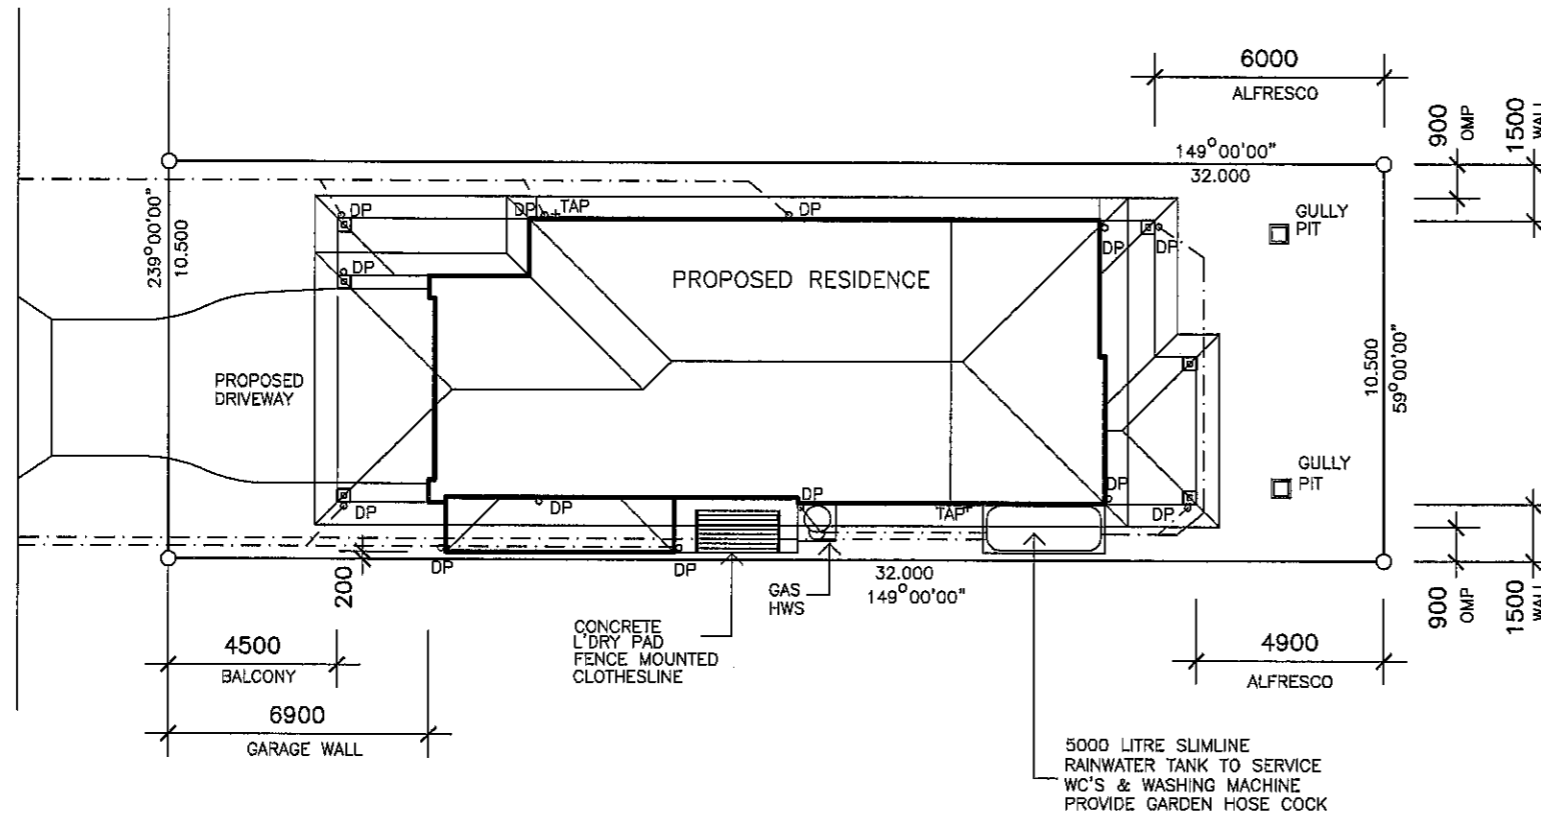 6000
ALFRESCO
900
OMP
1500
WALL
149°00'00"
32.000
239°00'00"
10.500
DP
DP
TAP
DP
GULLY
PIT
DP
DP
DP
PROPOSED RESIDENCE
10.500
59°00'00"
PROPOSED
DRIVEWAY
GULLY
PIT
DP
DP
DP
DP
TAP
DP
DP
DP
200
32.000
149°00'00"
GAS
HWS
900
OMP
1500
WALL
CONCRETE
L'DRY PAD
FENCE MOUNTED
CLOTHESLINE
4500
BALCONY
4900
ALFRESCO
6900
GARAGE WALL
5000 LITRE SLIMLINE
RAINWATER TANK TO SERVICE
WC'S & WASHING MACHINE
PROVIDE GARDEN HOSE COCK